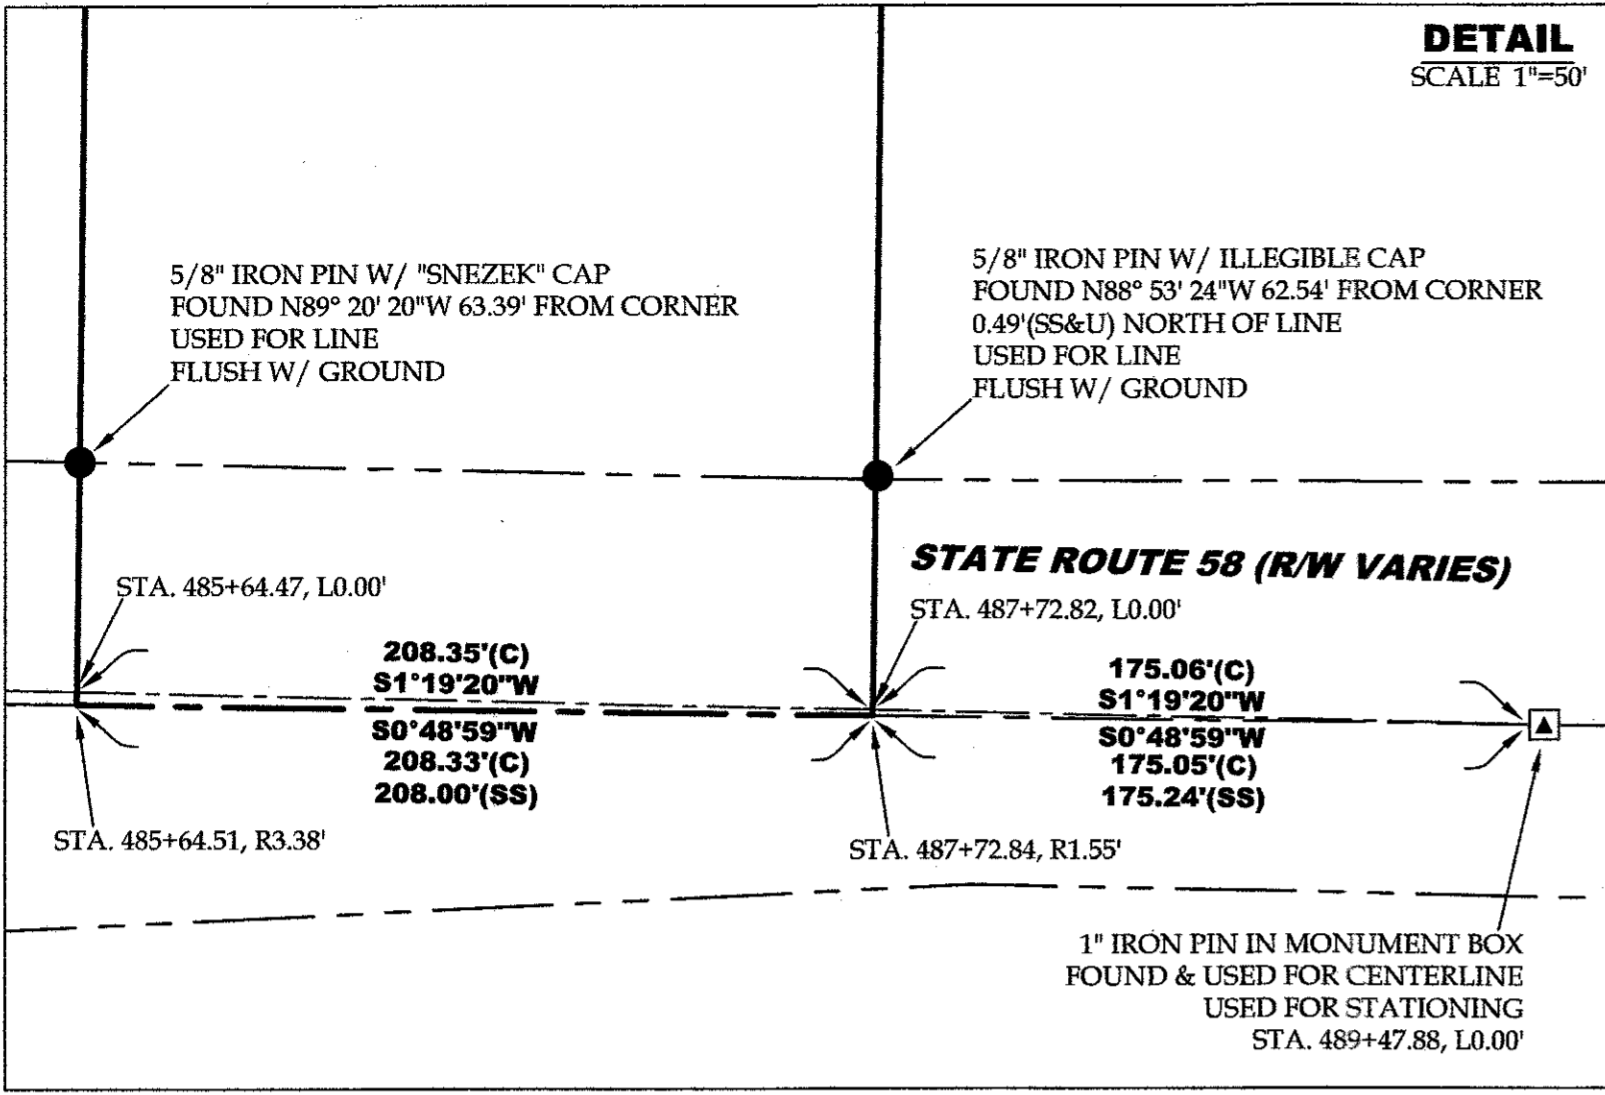 DETAIL
SCALE 1"=50'
5/8" IRON PIN W/ "SNEZEK" CAP
FOUND N89° 20' 20"W 63.39' FROM CORNER
USED FOR LINE
FLUSH W/ GROUND
5/8" IRON PIN W/ ILLEGIBLE CAP
FOUND N88° 53' 24"W 62.54' FROM CORNER
0.49'(SS&U) NORTH OF LINE
USED FOR LINE
FLUSH W/ GROUND
STATE ROUTE 58 (R/W VARIES)
STA. 485+64.47, L0.00'
STA. 487+72.82, L0.00'
208.35'(C)
S1°19'20"W
S0°48'59"W
208.33'(C)
208.00'(SS)
175.06'(C)
S1°19'20"W
S0°48'59"W
175.05'(C)
175.24'(SS)
STA. 485+64.51, R3.38'
STA. 487+72.84, R1.55'
1" IRON PIN IN MONUMENT BOX
FOUND & USED FOR CENTERLINE
USED FOR STATIONING
STA. 489+47.88, L0.00'